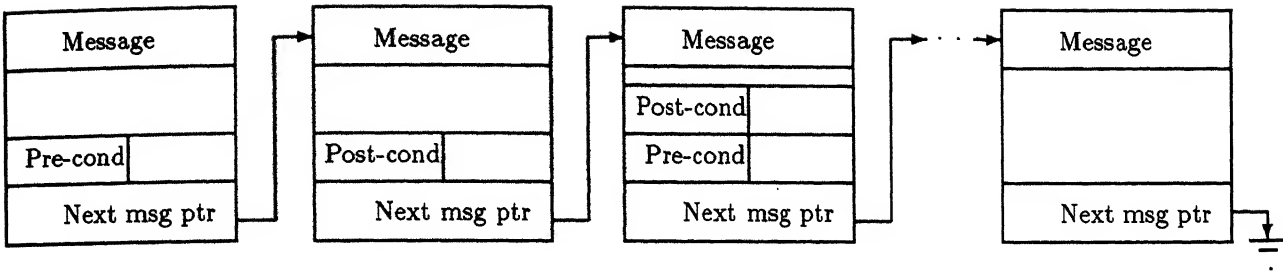 Message
Pre-cond
Next msg ptr
Message
Post-cond
Next msg ptr
Message
Post-cond
Pre-cond
Next msg ptr
. . .
Message
Next msg ptr